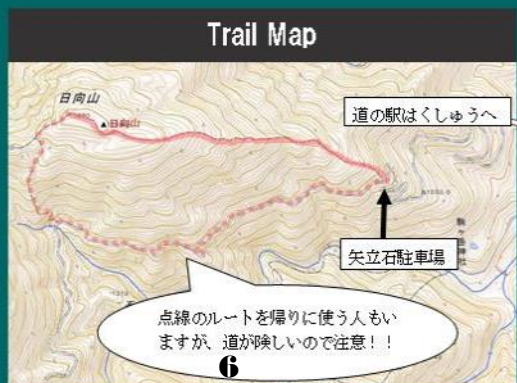 Trail Map
日向山
▲日向山
道の駅はくしゅうへ
矢立石駐車場
点線のルートを帰りに使う人もい
ますが、道が険しいので注意！！
6